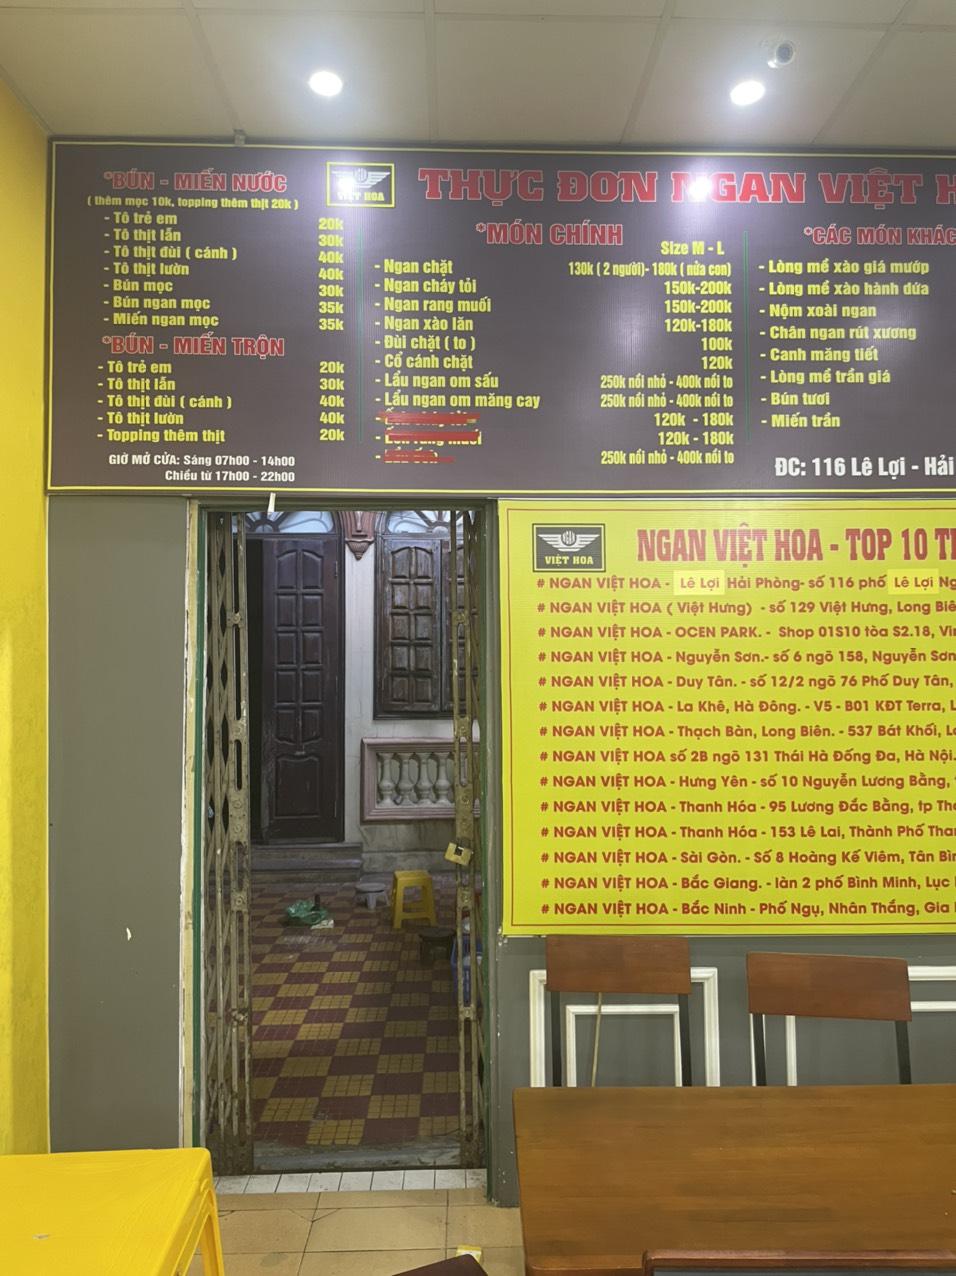 *BÚN - MIẾN NƯỚC
( thêm mọc 10k, topping thêm thịt 20k )
- Tô trẻ em 20k
- Tô thịt lẫn 30k
- Tô thịt đùi ( cánh ) 40k
- Tô thịt lườn 40k
- Bún mọc 30k
- Bún ngan mọc 35k
- Miến ngan mọc 35k
*BÚN - MIẾN TRỘN
- Tô trẻ em 20k
- Tô thịt lẫn 30k
- Tô thịt đùi ( cánh ) 40k
- Tô thịt lườn 40k
- Topping thêm thịt 20k
GIỜ MỞ CỬA: Sáng 07h00 - 14h00
Chiều từ 17h00 - 22h00
VIỆT HOA
THỰC ĐƠN NGAN VIỆT
*MÓN CHÍNH
Size M - L
- Ngan chặt 130k ( 2 người)- 180k ( nửa con)
- Ngan cháy tỏi 150k-200k
- Ngan rang muối 150k-200k
- Ngan xào lăn 120k-180k
- Đùi chặt ( to ) 100k
- Cổ cánh chặt 120k
- Lẩu ngan om sấu 250k nồi nhỏ - 400k nồi to
- Lẩu ngan om măng cay 250k nồi nhỏ - 400k nồi to
120k - 180k
120k - 180k
250k nồi nhỏ - 400k nồi to
*CÁC MÓN KHÁC
- Lòng mề xào giá mướp
- Lòng mề xào hành dứa
- Nộm xoài ngan
- Chân ngan rút xương
- Canh măng tiết
- Lòng mề trần giá
- Bún tươi
- Miến trần
ĐC: 116 Lê Lợi - Hải
VIỆT HOA
NGAN VIỆT HOA - TOP 10
# NGAN VIỆT HOA - Lê Lợi Hải Phòng- số 116 phố Lê Lợi
# NGAN VIỆT HOA ( Việt Hưng) - số 129 Việt Hưng, Long
# NGAN VIỆT HOA - OCEN PARK. - Shop 01S10 tòa S2.18,
# NGAN VIỆT HOA - Nguyễn Sơn.- số 6 ngõ 158, Nguyễn Sơn
# NGAN VIỆT HOA - Duy Tân. - số 12/2 ngõ 76 Phố Duy Tân,
# NGAN VIỆT HOA - La Khê, Hà Đông. - V5 - B01 KĐT Terra,
# NGAN VIỆT HOA - Thạch Bàn, Long Biên. - 537 Bát Khối,
# NGAN VIỆT HOA số 2B ngõ 131 Thái Hà Đống Đa, Hà Nội.
# NGAN VIỆT HOA - Hưng Yên - số 10 Nguyễn Lương Bằng,
# NGAN VIỆT HOA - Thanh Hóa - 95 Lương Đắc Bằng, tp
# NGAN VIỆT HOA - Thanh Hóa - 153 Lê Lai, Thành Phố
# NGAN VIỆT HOA - Sài Gòn. - Số 8 Hoàng Kế Viêm, Tân
# NGAN VIỆT HOA - Bắc Giang. - làn 2 phố Bình Minh, Lục
# NGAN VIỆT HOA - Bắc Ninh - Phố Ngụ, Nhân Thắng, Gia